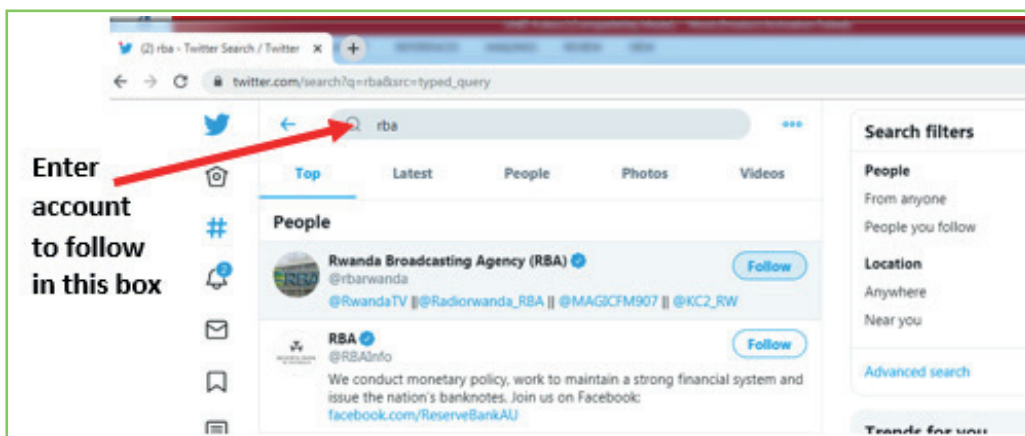 (2) rba - Twitter Search / Twitter
twitter.com/search?q=rba&src=typed_query
rba
Search filters
Enter
account
to follow
in this box
Top Latest People Photos Videos
People
From anyone
People you follow
People
Rwanda Broadcasting Agency (RBA)
@rbarwanda
@RwandaTV ||@Radiorwanda_RBA || @MAGICFM907 || @KC2_RW
Follow
Location
Anywhere
Near you
2
RBA
@RBAInfo
We conduct monetary policy, work to maintain a strong financial system and
issue the nation's banknotes. Join us on Facebook:
facebook.com/ReserveBankAU
Follow
Advanced search
Trends for you